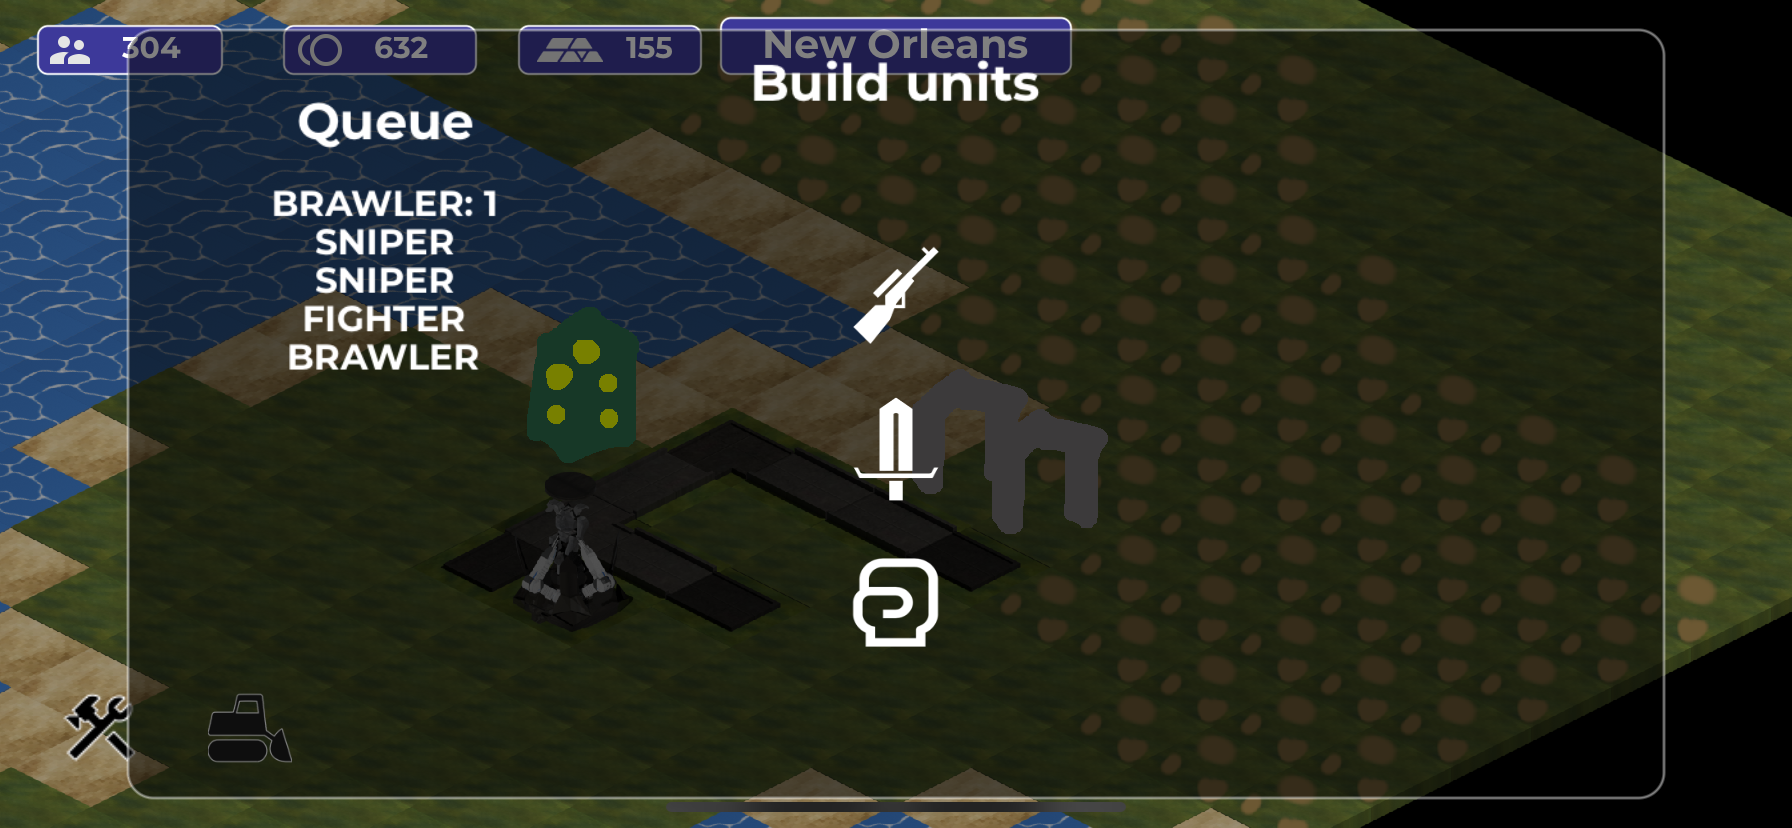 304
632
155
New Orleans
Build units
Queue
BRAWLER: 1
SNIPER
SNIPER
FIGHTER
BRAWLER